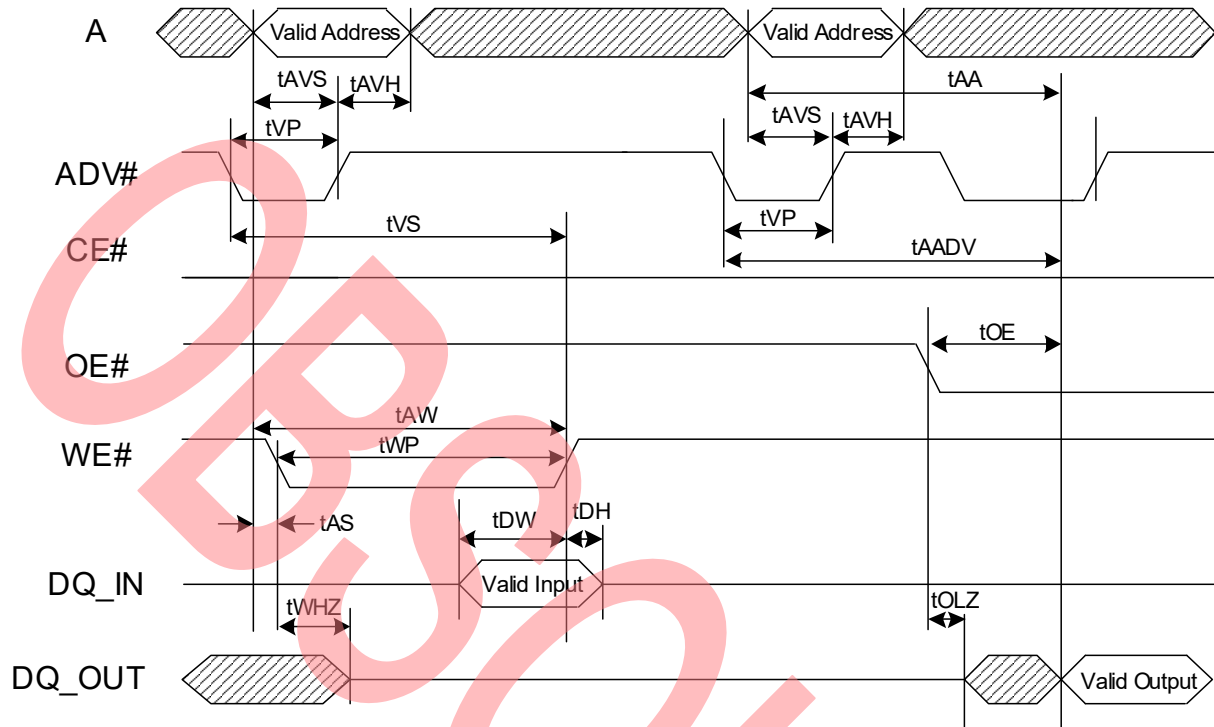 A
Valid Address
Valid Address
tAVS
tAVH
tAA
tVP
tAVS
tAVH
ADV#
tVS
tVP
CE#
tAADV
OE#
tOE
tAW
WE#
tWP
tAS
tDW
tDH
DQ_IN
Valid Input
tWHZ
tOLZ
DQ_OUT
Valid Output
OBSO